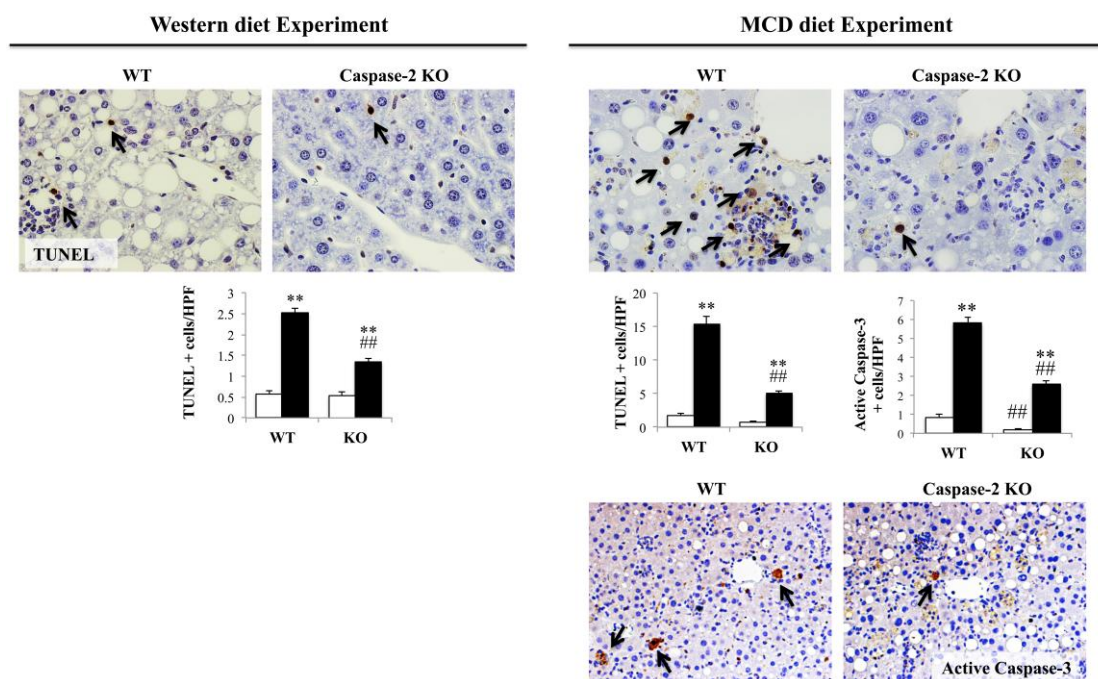 Western diet Experiment
MCD diet Experiment
WT
Caspase-2 KO
WT
Caspase-2 KO
TUNEL
TUNEL + cells/HPF
3
2.5
2
1.5
1
0.5
0
**
**
##
WT
KO
TUNEL + cells/HPF
20
15
10
5
0
**
**
##
WT
KO
Active Caspase-3
+ cells/HPF
7
6
5
4
3
2
1
0
**
##
**
##
WT
KO
WT
Caspase-2 KO
Active Caspase-3